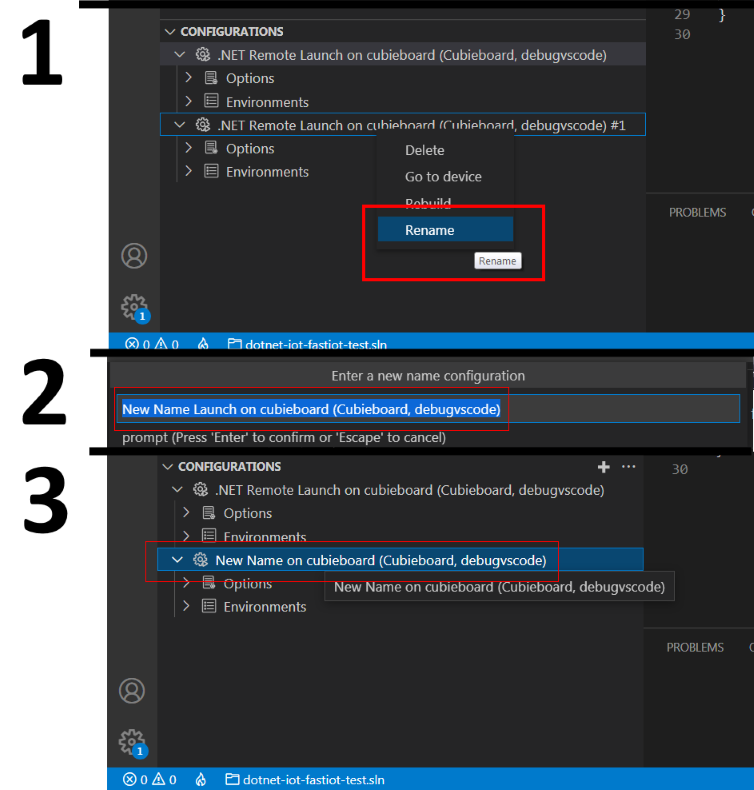 1
29 }
30
CONFIGURATIONS
.NET Remote Launch on cubieboard (Cubieboard, debugvscode)
Options
Environments
.NET Remote Launch on cubieboard (Cubieboard, debugvscode) #1
Options
Environments
Delete
Go to device
Rebuild
Rename
Rename
PROBLEMS
1
0 0 dotnet-iot-fastiot-test.sln
2
Enter a new name configuration
New Name Launch on cubieboard (Cubieboard, debugvscode)
prompt (Press 'Enter' to confirm or 'Escape' to cancel)
3
CONFIGURATIONS
30
.NET Remote Launch on cubieboard (Cubieboard, debugvscode)
Options
Environments
New Name on cubieboard (Cubieboard, debugvscode)
Options
New Name on cubieboard (Cubieboard, debugvscode)
Environments
PROBLEMS
1
0 0 dotnet-iot-fastiot-test.sln